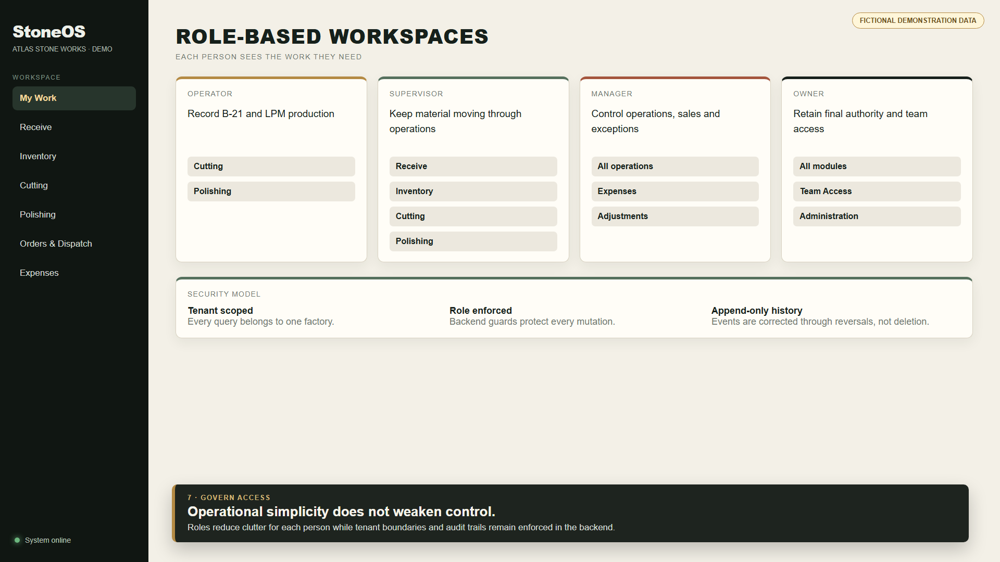 StoneOS
ATLAS STONE WORKS · DEMO
WORKSPACE
My Work
Receive
Inventory
Cutting
Polishing
Orders & Dispatch
Expenses
System online
FICTIONAL DEMONSTRATION DATA
ROLE-BASED WORKSPACES
EACH PERSON SEES THE WORK THEY NEED
OPERATOR
Record B-21 and LPM production
Cutting
Polishing
SUPERVISOR
Keep material moving through
operations
Receive
Inventory
Cutting
Polishing
MANAGER
Control operations, sales and
exceptions
All operations
Expenses
Adjustments
OWNER
Retain final authority and team
access
All modules
Team Access
Administration
SECURITY MODEL
Tenant scoped
Every query belongs to one factory.
Role enforced
Backend guards protect every mutation.
Append-only history
Events are corrected through reversals, not deletion.
7 · GOVERN ACCESS
Operational simplicity does not weaken control.
Roles reduce clutter for each person while tenant boundaries and audit trails remain enforced in the backend.